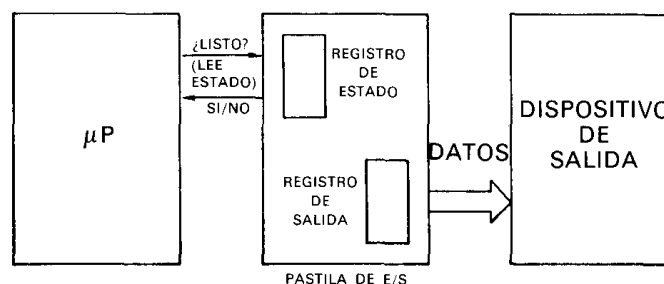 μP
¿LISTO?
(LEE
ESTADO)
SI/NO
REGISTRO
DE
ESTADO
REGISTRO
DE
SALIDA
PASTILA DE E/S
DATOS
DISPOSITIVO
DE
SALIDA